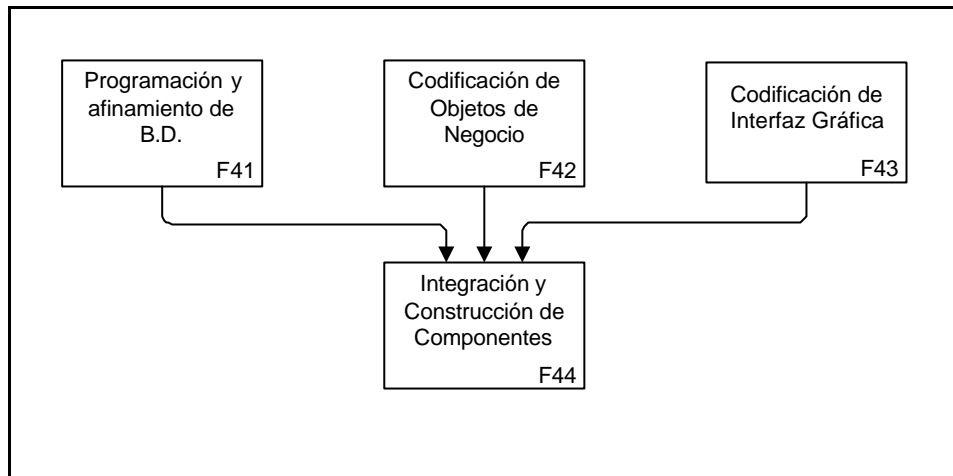 Programación y
afinamiento de
B.D.
F41
Codificación de
Objetos de
Negocio
F42
Codificación de
Interfaz Gráfica
F43
Integración y
Construcción de
Componentes
F44